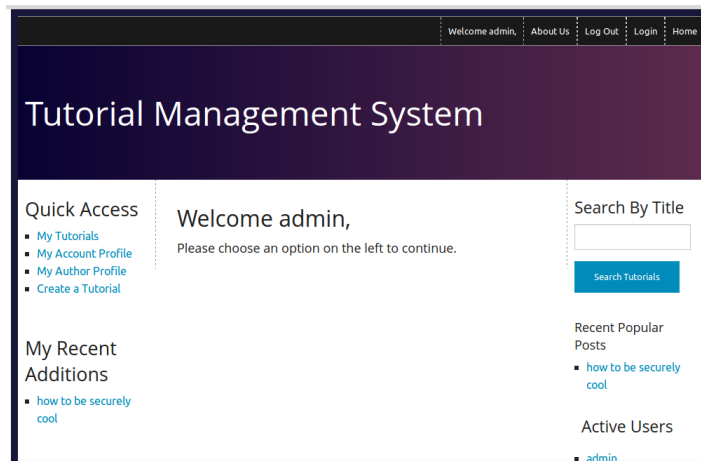 Welcome admin, About Us Log Out Login Home
Tutorial Management System
Quick Access
My Tutorials
My Account Profile
My Author Profile
Create a Tutorial
My Recent
Additions
how to be securely
cool
Welcome admin,
Please choose an option on the left to continue.
Search By Title
Search Tutorials
Recent Popular
Posts
how to be securely
cool
Active Users
admin